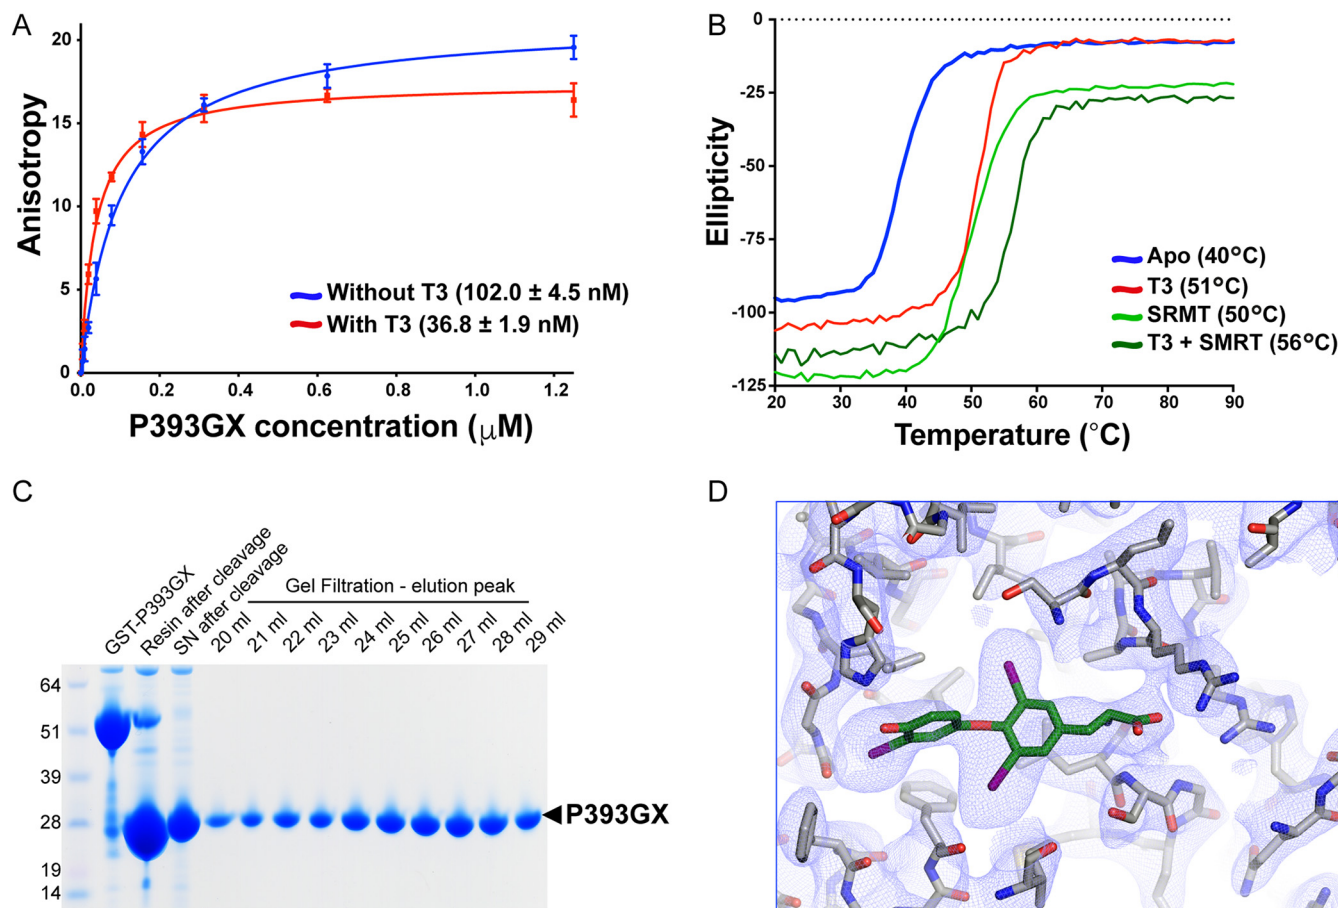 A
20
15
10
5
0
Anisotropy
0.0 0.2 0.4 0.6 0.8 1.0 1.2
P393GX concentration (μM)
Without T3 (102.0 ± 4.5 nM)
With T3 (36.8 ± 1.9 nM)
B
0
-25
-50
-75
-100
-125
Ellipticity
20 30 40 50 60 70 80 90
Temperature (°C)
Apo (40°C)
T3 (51°C)
SRMT (50°C)
T3 + SMRT (56°C)
C
GST-P393GX
Resin after cleavage
SN after cleavage
Gel Filtration - elution peak
20 ml
21 ml
22 ml
23 ml
24 ml
25 ml
26 ml
27 ml
28 ml
29 ml
64
51
39
28
19
14
P393GX
D